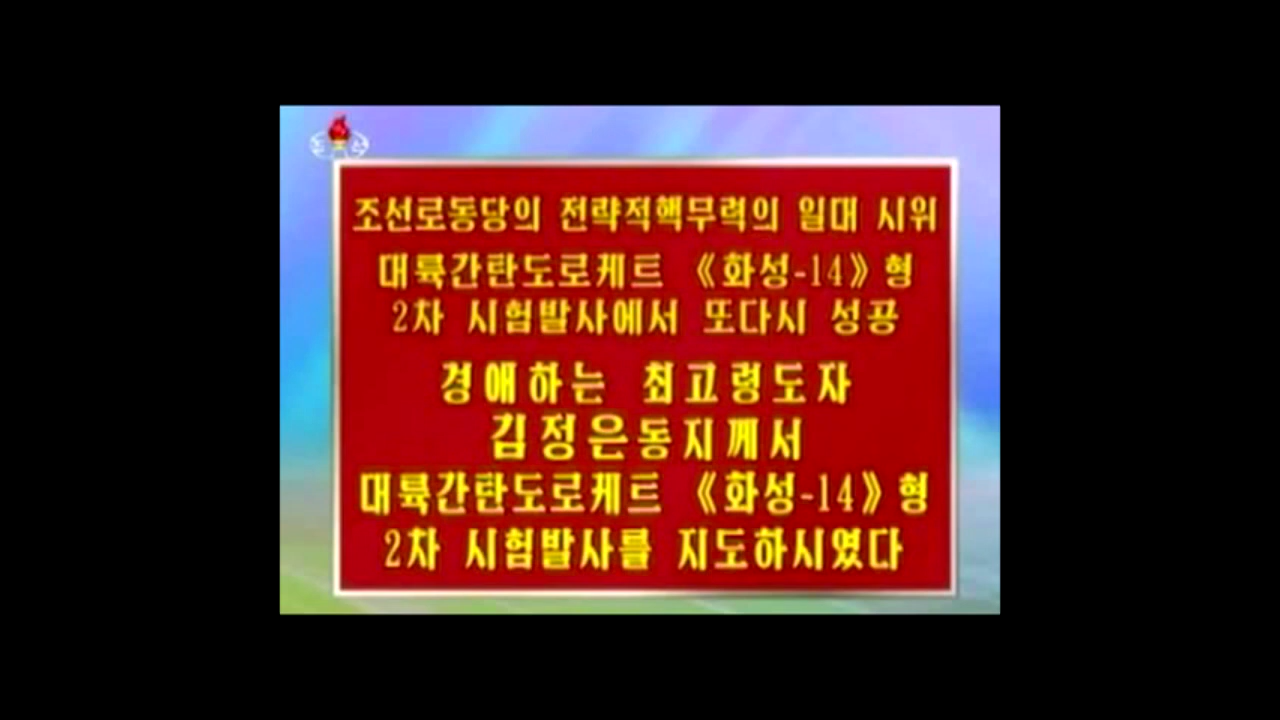 조선로동당의 전략적핵무력의 일대 시위
대륙간탄도로케트 《화성-14》형
2차 시험발사에서 또다시 성공
경애하는 최고령도자
김정은동지께서
대륙간탄도로케트 《화성-14》형
2차 시험발사를 지도하시였다